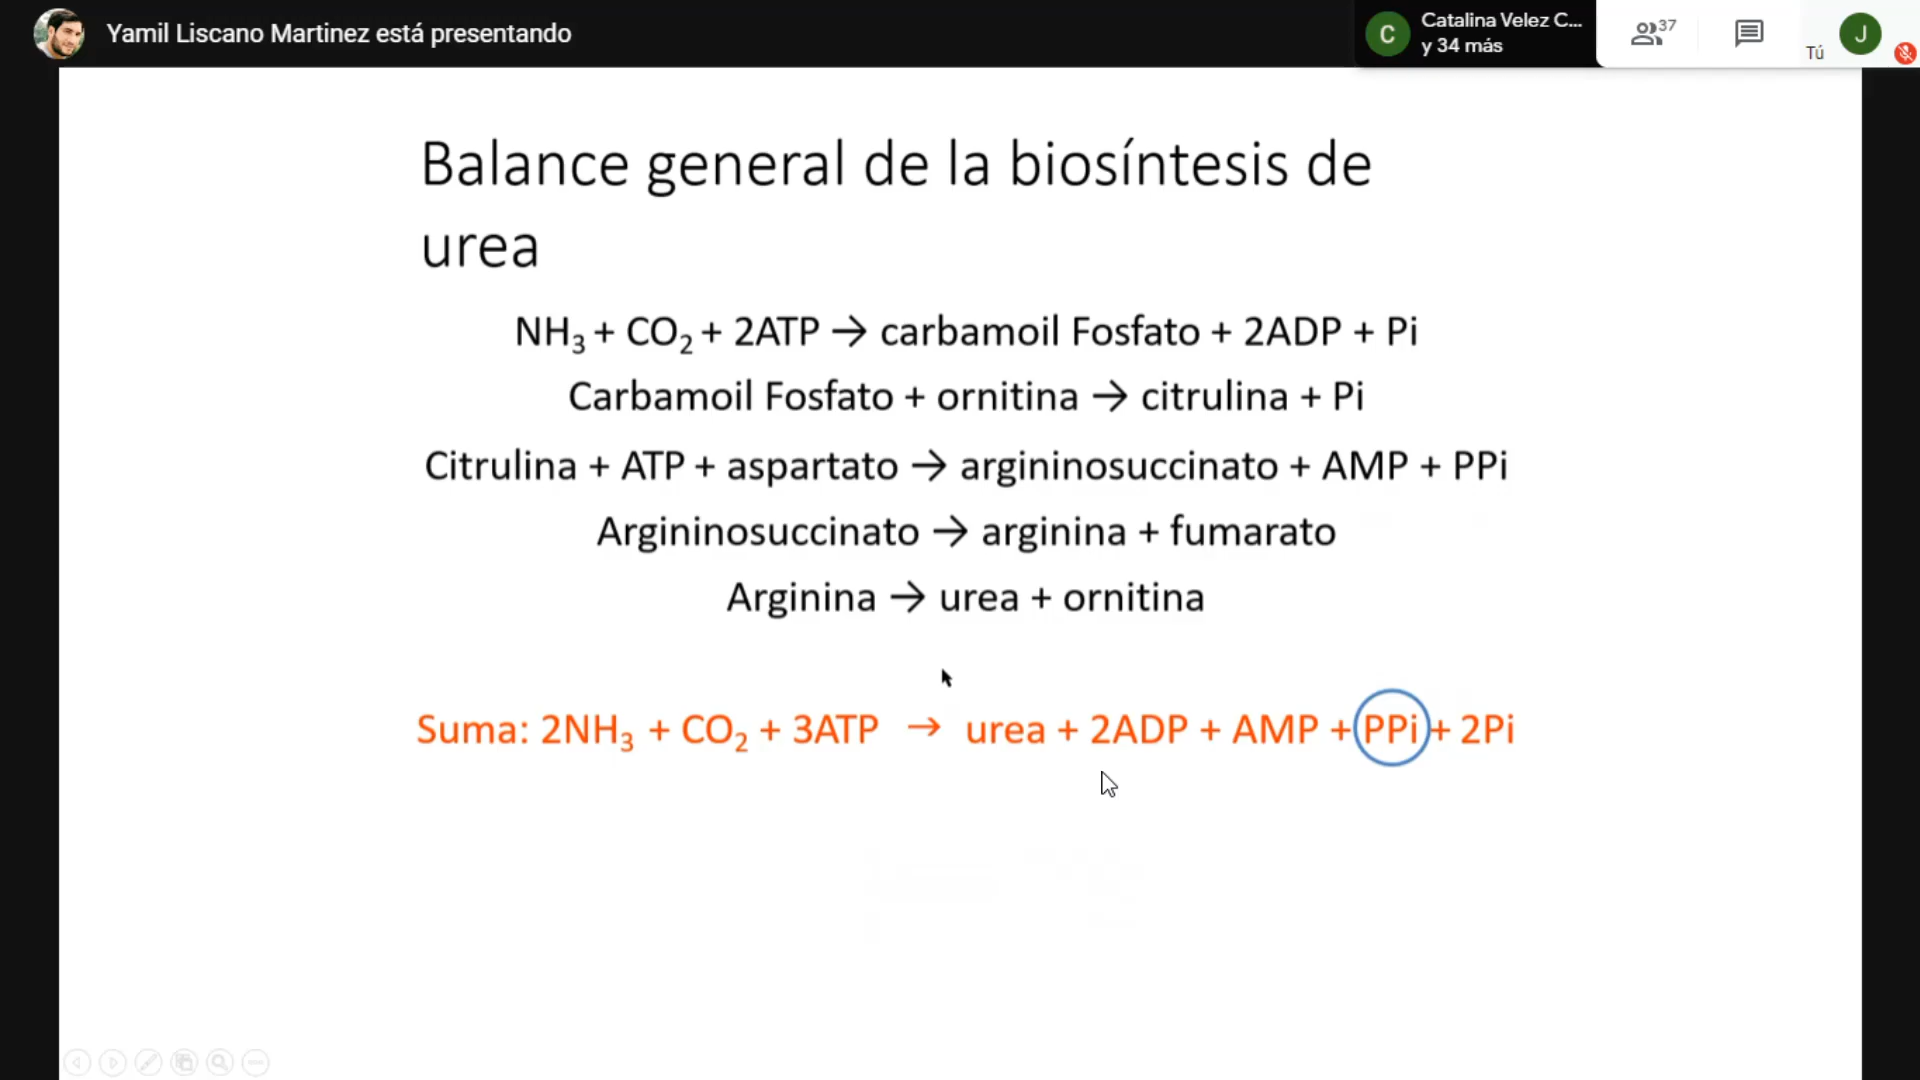 Yamil Liscano Martinez está presentando
C
Catalina Velez C...
y 34 más
37
Tú
J
Balance general de la biosíntesis de
urea
NH₃ + CO₂ + 2ATP → carbamoil Fosfato + 2ADP + Pi
Carbamoil Fosfato + ornitina → citrulina + Pi
Citrulina + ATP + aspartato → argininosuccinato + AMP + PPi
Argininosuccinato → arginina + fumarato
Arginina → urea + ornitina
Suma: 2NH₃ + CO₂ + 3ATP → urea + 2ADP + AMP + PPi + 2Pi